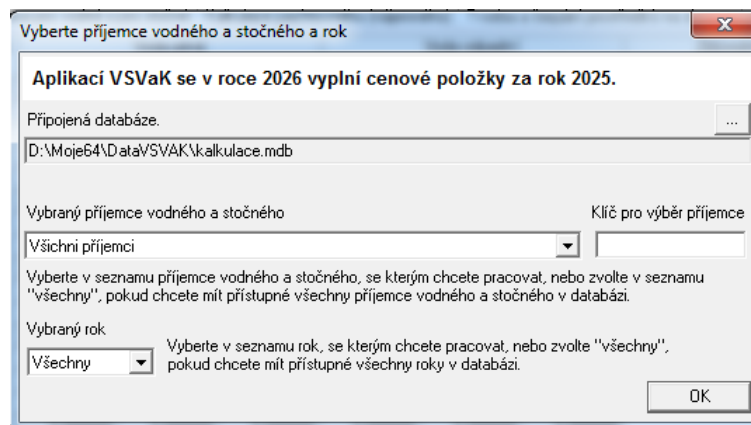 Vyberte příjemce vodného a stočného a rok
Aplikací VSVaK se v roce 2026 vyplní cenové položky za rok 2025.
Připojená databáze.
...
D:\Moje64\DataVSVAK\kalkulace.mdb
Vybraný příjemce vodného a stočného
Klíč pro výběr příjemce
Všichni příjemci
Vyberte v seznamu příjemce vodného a stočného, se kterým chcete pracovat, nebo zvolte v seznamu
"všechny", pokud chcete mít přístupné všechny příjemce vodného a stočného v databázi.
Vybraný rok
Všechny
Vyberte v seznamu rok, se kterým chcete pracovat, nebo zvolte "všechny",
pokud chcete mít přístupné všechny roky v databázi.
OK